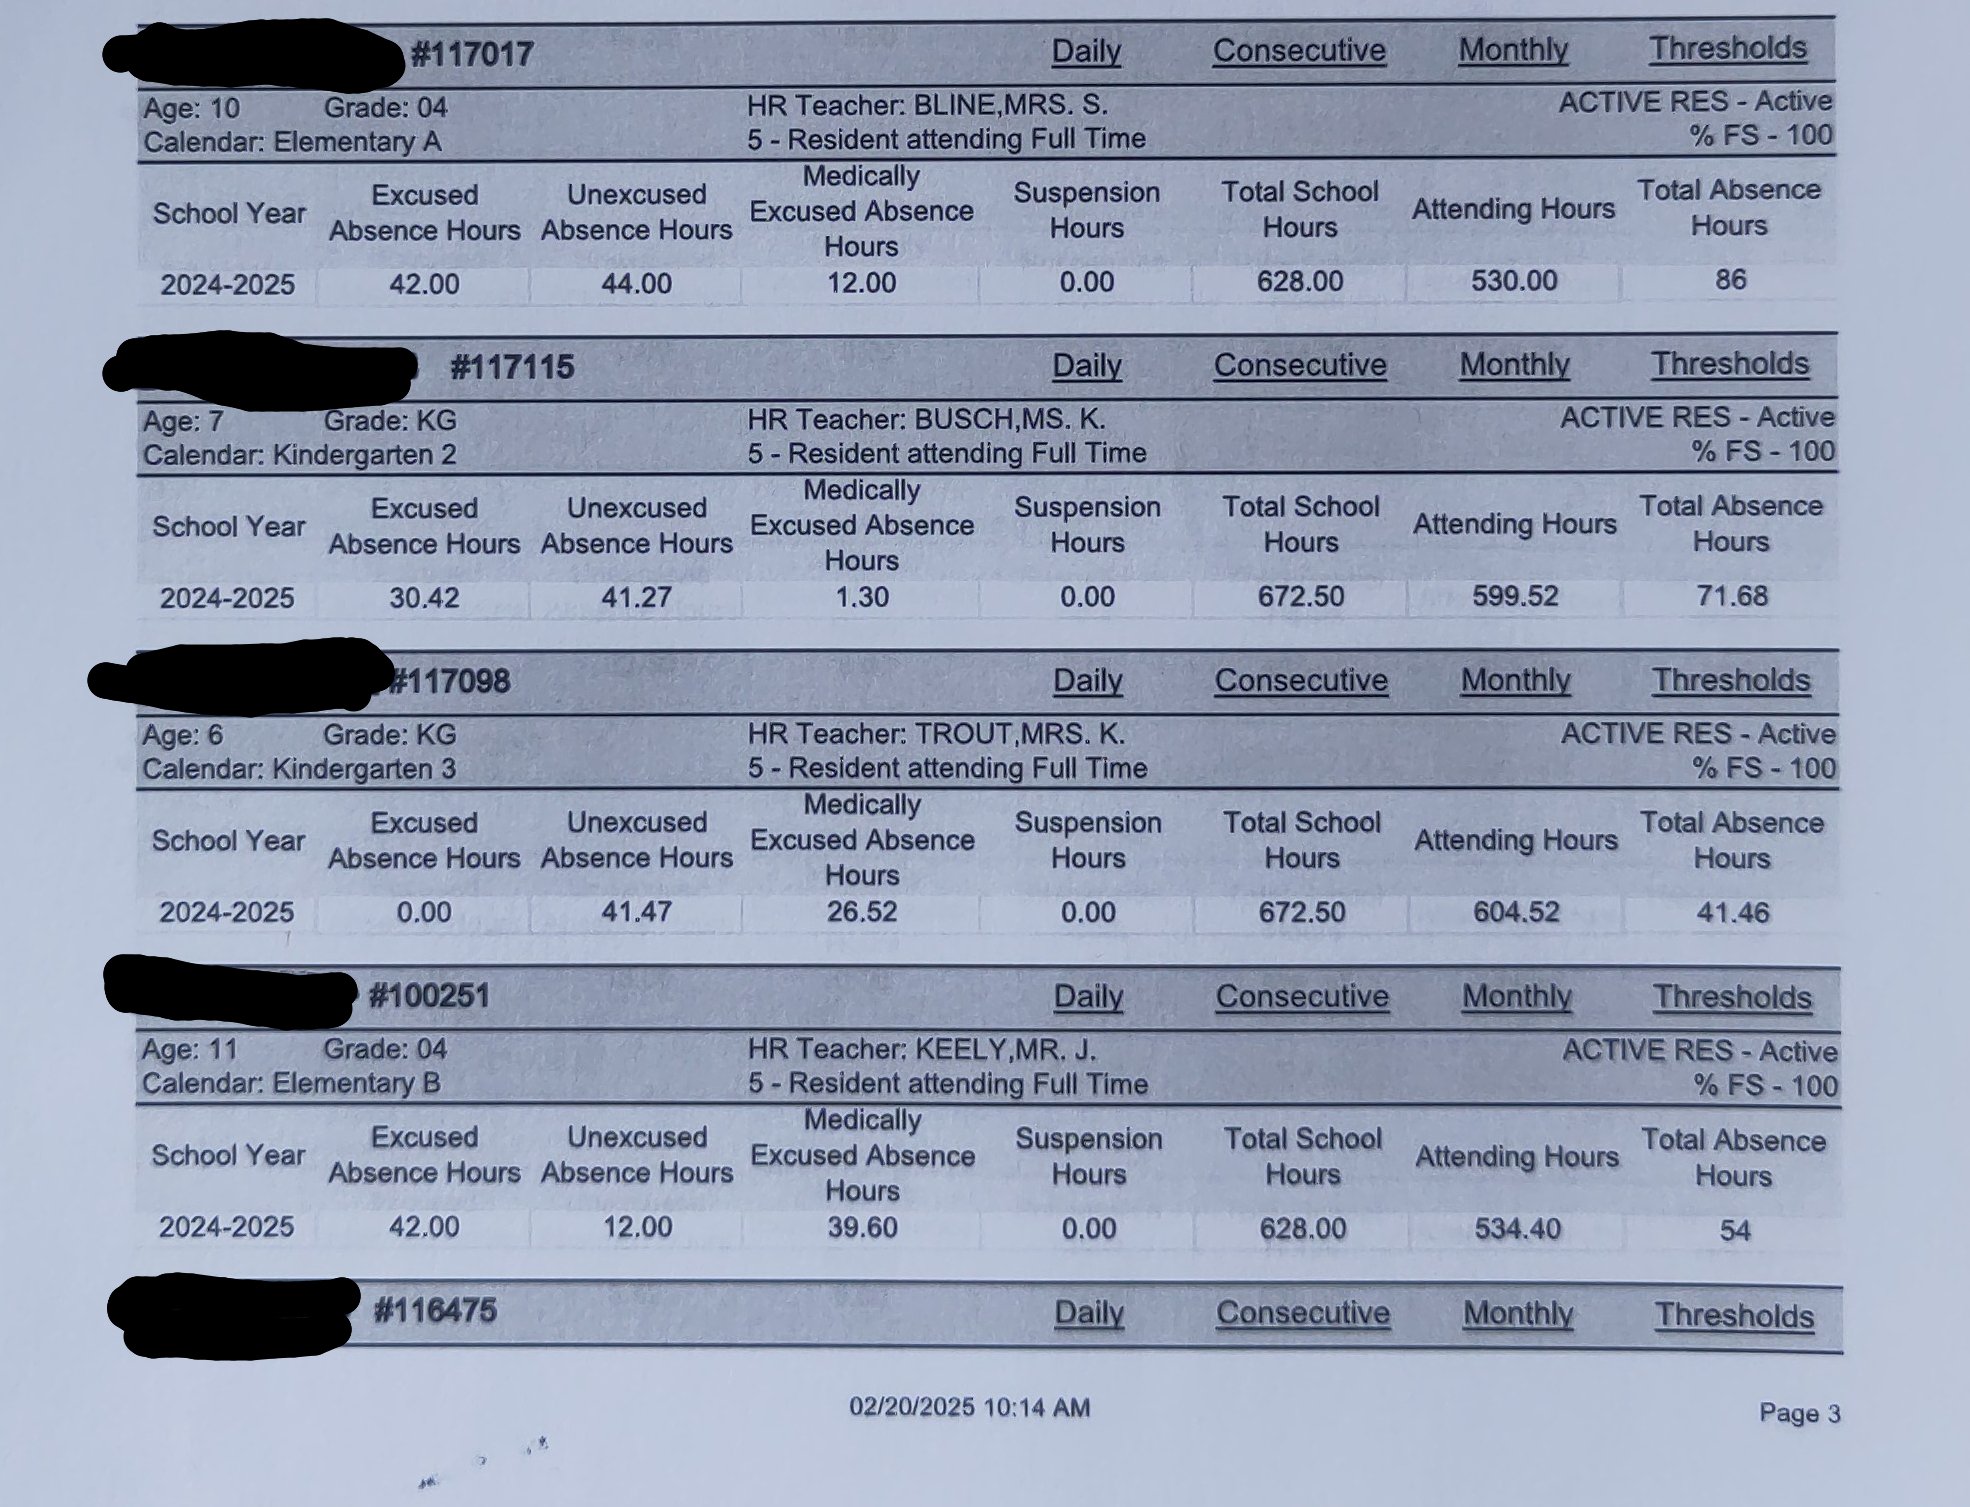 #117017 Daily Consecutive Monthly Thresholds
Age: 10 Grade: 04 HR Teacher: BLINE,MRS. S. ACTIVE RES - Active
Calendar: Elementary A 5 - Resident attending Full Time % FS - 100
School Year Excused Absence Hours Unexcused Absence Hours Medically Excused Absence Hours Suspension Hours Total School Hours Attending Hours Total Absence Hours
2024-2025 42.00 44.00 12.00 0.00 628.00 530.00 86
#117115 Daily Consecutive Monthly Thresholds
Age: 7 Grade: KG HR Teacher: BUSCH,MS. K. ACTIVE RES - Active
Calendar: Kindergarten 2 5 - Resident attending Full Time % FS - 100
School Year Excused Absence Hours Unexcused Absence Hours Medically Excused Absence Hours Suspension Hours Total School Hours Attending Hours Total Absence Hours
2024-2025 30.42 41.27 1.30 0.00 672.50 599.52 71.68
#117098 Daily Consecutive Monthly Thresholds
Age: 6 Grade: KG HR Teacher: TROUT,MRS. K. ACTIVE RES - Active
Calendar: Kindergarten 3 5 - Resident attending Full Time % FS - 100
School Year Excused Absence Hours Unexcused Absence Hours Medically Excused Absence Hours Suspension Hours Total School Hours Attending Hours Total Absence Hours
2024-2025 0.00 41.47 26.52 0.00 672.50 604.52 41.46
#100251 Daily Consecutive Monthly Thresholds
Age: 11 Grade: 04 HR Teacher: KEELY,MR. J. ACTIVE RES - Active
Calendar: Elementary B 5 - Resident attending Full Time % FS - 100
School Year Excused Absence Hours Unexcused Absence Hours Medically Excused Absence Hours Suspension Hours Total School Hours Attending Hours Total Absence Hours
2024-2025 42.00 12.00 39.60 0.00 628.00 534.40 54
#116475 Daily Consecutive Monthly Thresholds
02/20/2025 10:14 AM Page 3